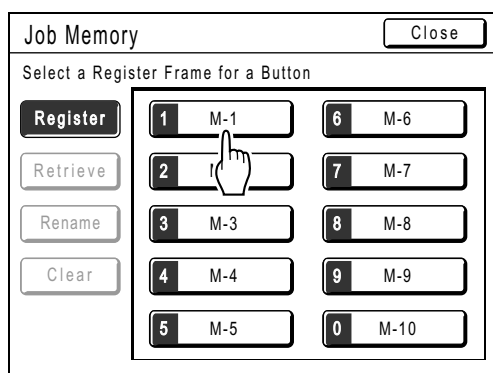 Job Memory
Close
Select a Register Frame for a Button
Register
Retrieve
Rename
Clear
1 M-1
2
3 M-3
4 M-4
5 M-5
6 M-6
7 M-7
8 M-8
9 M-9
0 M-10